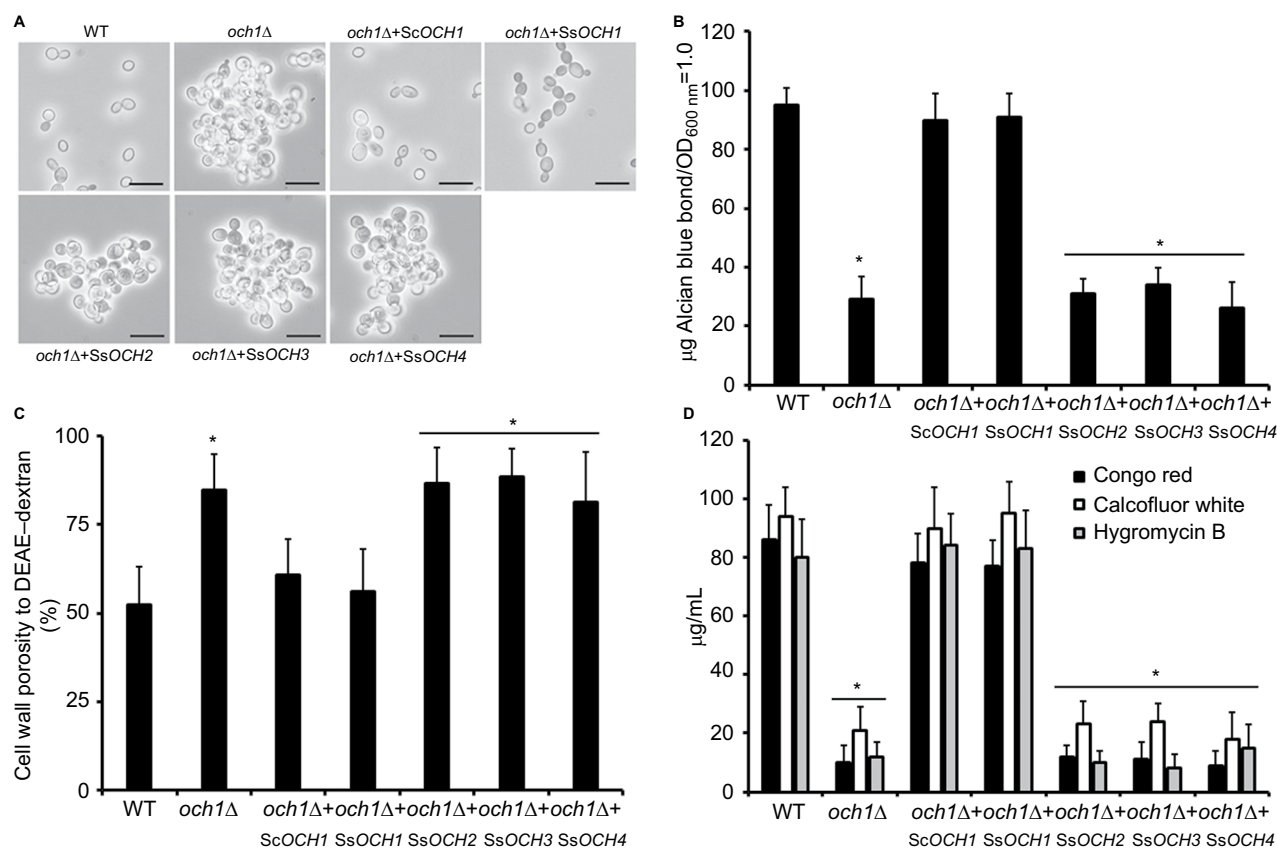 A
WT
och1Δ
och1Δ+ScOCH1
och1Δ+SsOCH1
och1Δ+SsOCH2
och1Δ+SsOCH3
och1Δ+SsOCH4
B
µg Alcian blue bond/OD600 nm=1.0
120
100
80
60
40
20
0
*
*
WT
och1Δ
och1Δ+
ScOCH1
och1Δ+
SsOCH1
och1Δ+
SsOCH2
och1Δ+
SsOCH3
och1Δ+
SsOCH4
C
Cell wall porosity to DEAE–dextran
(%)
100
75
50
25
0
*
*
WT
och1Δ
och1Δ+
ScOCH1
och1Δ+
SsOCH1
och1Δ+
SsOCH2
och1Δ+
SsOCH3
och1Δ+
SsOCH4
D
µg/mL
120
100
80
60
40
20
0
Congo red
Calcofluor white
Hygromycin B
*
*
WT
och1Δ
och1Δ+
ScOCH1
och1Δ+
SsOCH1
och1Δ+
SsOCH2
och1Δ+
SsOCH3
och1Δ+
SsOCH4